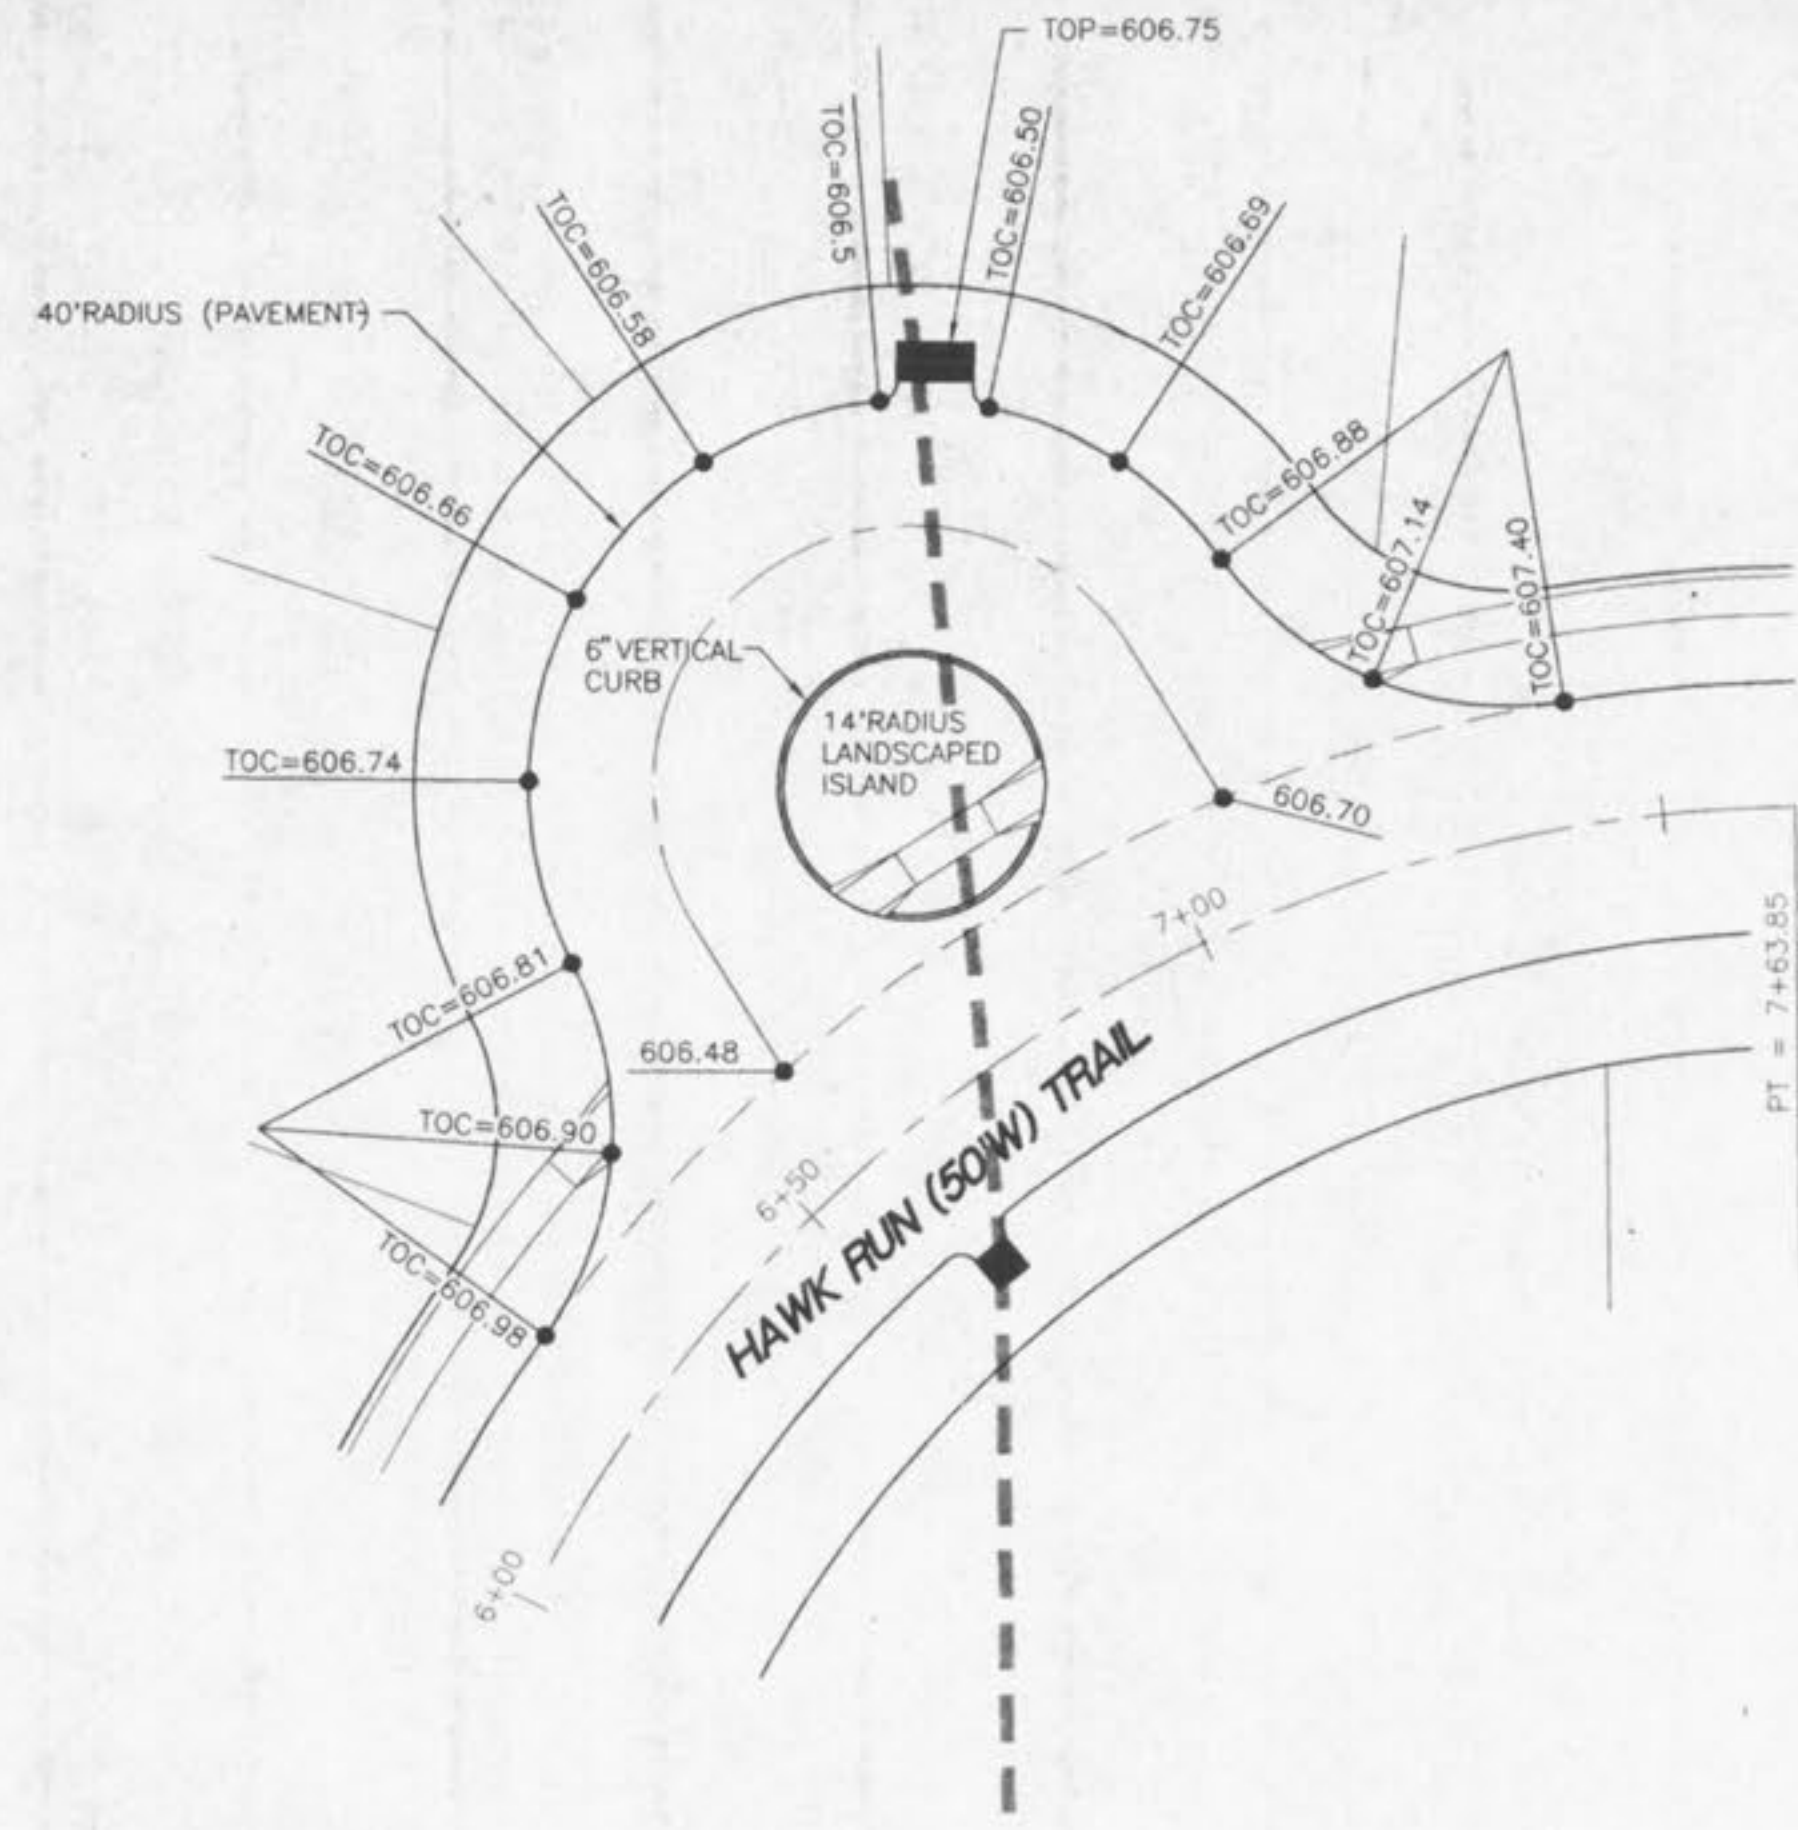 TOP=606.75
TOC=606.5
TOC=606.50
TOC=606.58
TOC=606.69
40'RADIUS (PAVEMENT)
TOC=606.66
TOC=606.88
TOC=607.14
TOC=607.40
6" VERTICAL
CURB
14'RADIUS
LANDSCAPED
ISLAND
TOC=606.74
606.70
7+00
PT = 7+63.85
TOC=606.81
606.48
TOC=606.90
6+50
HAWK RUN (50'W) TRAIL
TOC=606.98
6+00